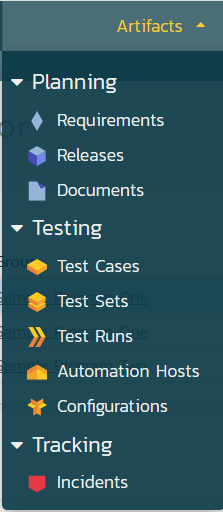 Artifacts
Planning
Requirements
Releases
Documents
Testing
Test Cases
Test Sets
Test Runs
Automation Hosts
Configurations
Tracking
Incidents